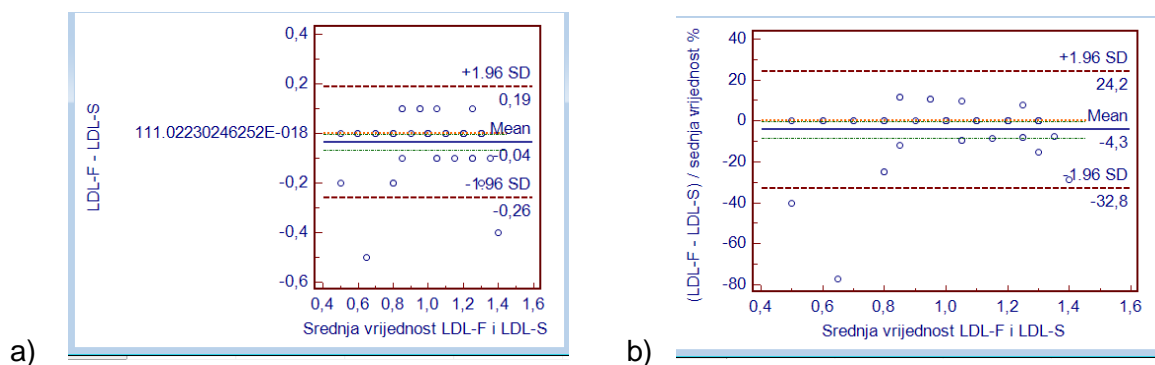 a)
LDL-F - LDL-S
0,4
0,2
111.02230246252E-018
-0,2
-0,4
-0,6
+1.96 SD
0,19
Mean
-0,04
-1.96 SD
-0,26
0,4 0,6 0,8 1,0 1,2 1,4 1,6
Srednja vrijednost LDL-F i LDL-S
b)
(LDL-F - LDL-S) / sednja vrijednost %
40
20
0
-20
-40
-60
-80
+1.96 SD
24,2
Mean
-4,3
-1.96 SD
-32,8
0,4 0,6 0,8 1,0 1,2 1,4 1,6
Srednja vrijednost LDL-F i LDL-S